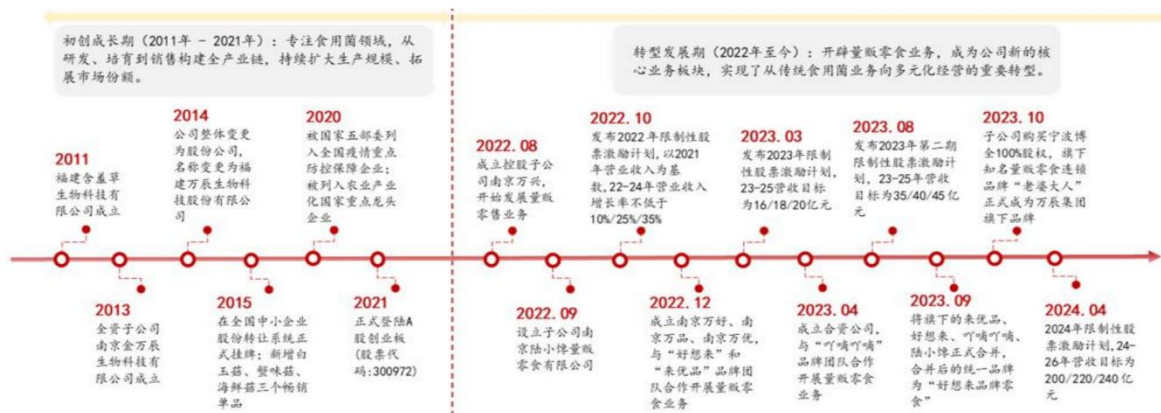 初创成长期（2011年 - 2021年）：专注食用菌领域，从
研发、培育到销售构建全产业链，持续扩大生产规模、拓
展市场份额。
转型发展期（2022年至今）：开辟量贩零食业务，成为公司新的核
心业务板块，实现了从传统食用菌业务向多元化经营的重要转型。
2011
福建含羞草
生物科技有
限公司成立
2013
全资子公司
南京金万辰
生物科技有
限公司成立
2014
公司整体变更
为股份公司，
名称变更为福
建万辰生物科
技股份有限公
司
2015
在全国中小企业
股份转让系统正
式挂牌；新增白
玉菇、蟹味菇、
海鲜菇三个畅销
单品
2020
被国家五部委列
入全国疫情重点
防控保障企业；
被列入农业产业
化国家重点龙头
企业
2021
正式登陆A
股创业板
(股票代
码:300972)
2022. 08
成立控股子公
司南京万兴，
开始发展量贩
零售业务
2022. 09
设立子公司南
京陆小馋量贩
零食有限公司
2022. 10
发布2022年限制性股
票激励计划，以2021
年营业收入为基
数，22-24年营业收入
增长率不低于
10%/25%/35%
2022. 12
成立南京万好、南
京万品、南京万优，
与“好想来”和
“来优品”品牌团
队合作开展量贩零
食业务
2023. 03
发布2023年限制
性股票激励计划，
23-25年营收目标
为16/18/20亿元
2023. 04
成立合资公司，
与“吖嘀吖嘀”
品牌团队合作
开展量贩零食
业务
2023. 08
发布2023年第二期
限制性股票激励计
划，23-25年营收
目标为35/40/45亿
元
2023. 09
将旗下的来优品、
好想来、吖嘀吖嘀、
陆小馋正式合并，
合并后的统一品牌
为“好想来品牌零
食”
2023. 10
子公司购买宁波博
全100%股权，旗下
知名量贩零食连锁
品牌“老婆大人”
正式成为万辰集团
旗下品牌
2024. 04
2024年限制性股
票激励计划，24-
26年营收目标为
200/220/240亿
元